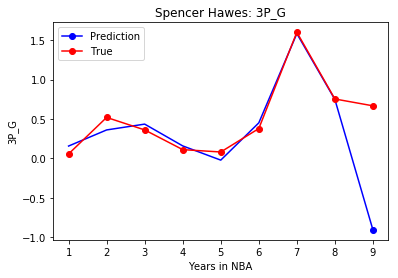 Spencer Hawes: 3P_G
Prediction
True
1.5
1.0
0.5
0.0
−0.5
−1.0
3P_G
1 2 3 4 5 6 7 8 9
Years in NBA